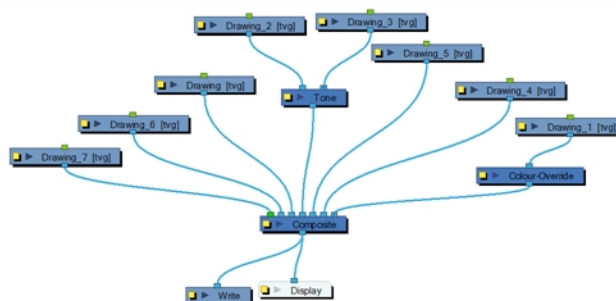 Drawing_2 [tvg]
Drawing_3 [tvg]
Drawing_5 [tvg]
Drawing [tvg]
Tone
Drawing_4 [tvg]
Drawing_6 [tvg]
Drawing_1 [tvg]
Drawing_7 [tvg]
Colour-Override
Composite
Write
Display